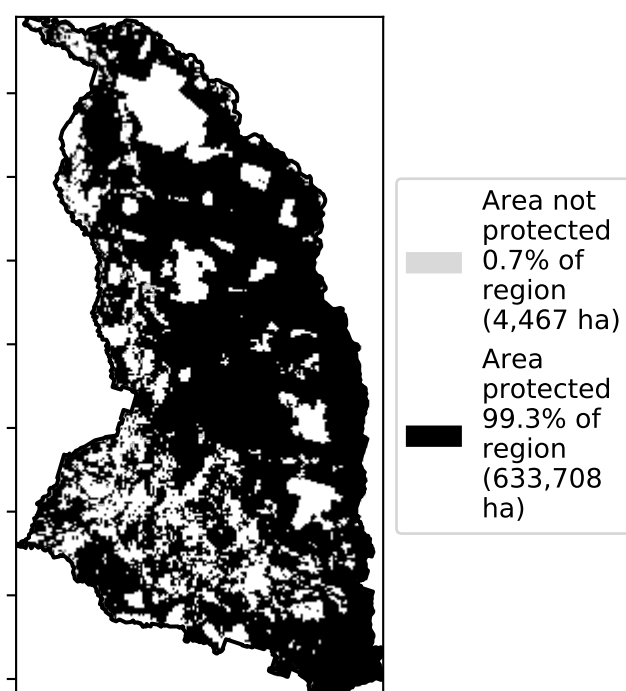 Area not
protected
0.7% of
region
(4,467 ha)
Area
protected
99.3% of
region
(633,708
ha)